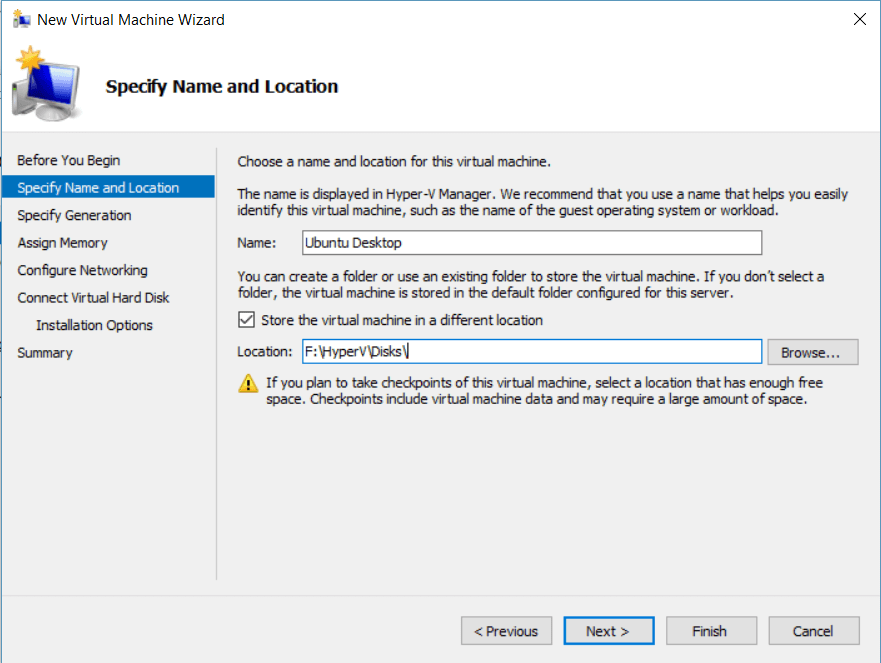 New Virtual Machine Wizard
Specify Name and Location
Before You Begin
Specify Name and Location
Specify Generation
Assign Memory
Configure Networking
Connect Virtual Hard Disk
Installation Options
Summary
Choose a name and location for this virtual machine.
The name is displayed in Hyper-V Manager. We recommend that you use a name that helps you easily
identify this virtual machine, such as the name of the guest operating system or workload.
Name: Ubuntu Desktop
You can create a folder or use an existing folder to store the virtual machine. If you don't select a
folder, the virtual machine is stored in the default folder configured for this server.
Store the virtual machine in a different location
Location: F:\HyperV\Disks\ Browse...
If you plan to take checkpoints of this virtual machine, select a location that has enough free
space. Checkpoints include virtual machine data and may require a large amount of space.
< Previous Next > Finish Cancel